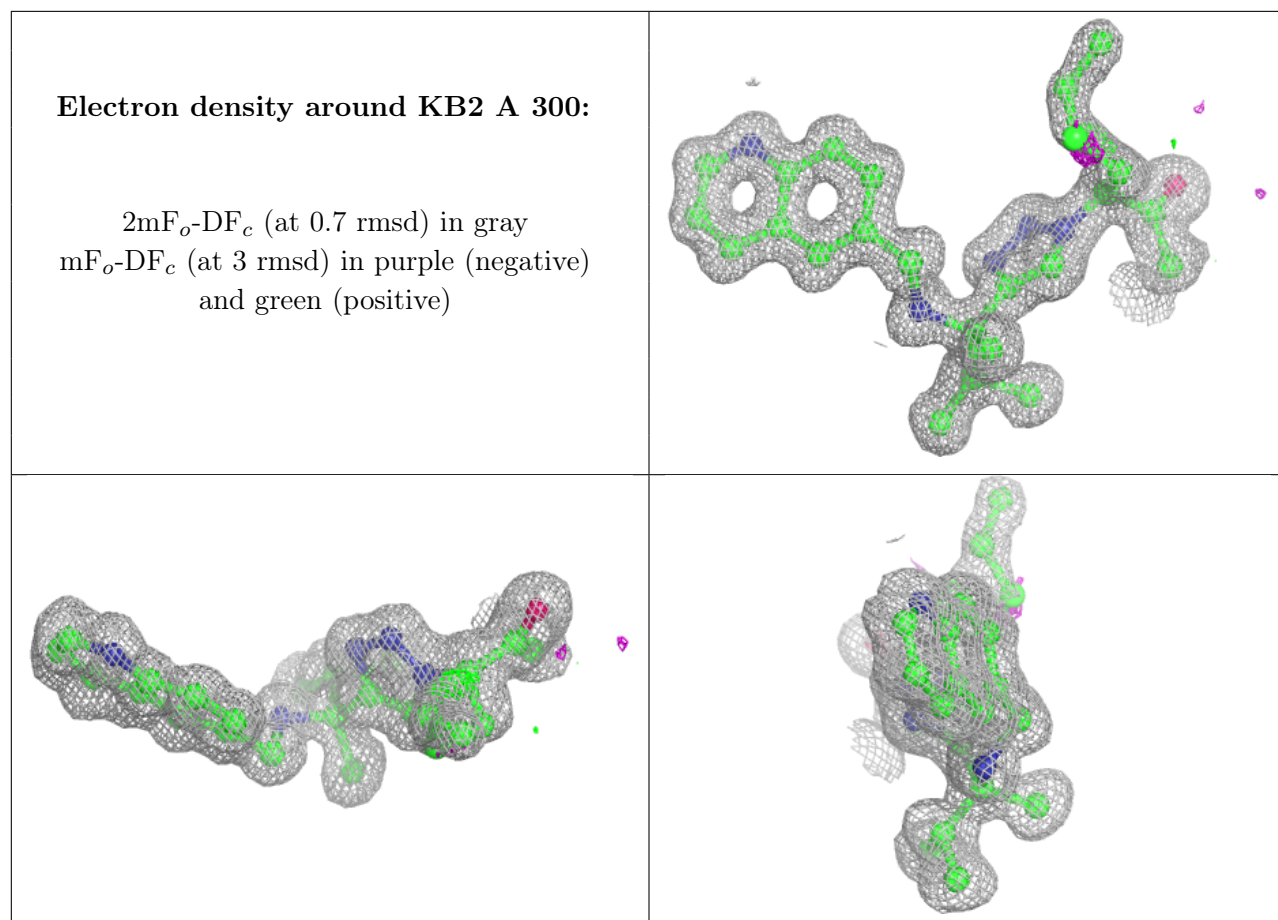 Electron density around KB2 A 300:
2mFo-DFc (at 0.7 rmsd) in gray
mFo-DFc (at 3 rmsd) in purple (negative)
and green (positive)